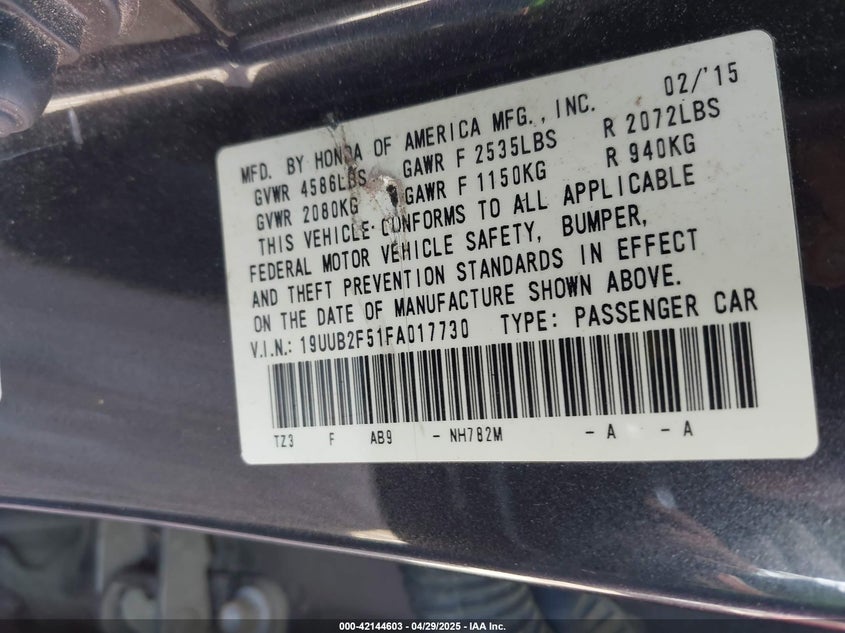 MFD. BY HONDA OF AMERICA MFG., INC. 02/'15
GVWR 4586LBS GAWR F 2535LBS R 2072LBS
GVWR 2080KG GAWR F 1150KG R 940KG
THIS VEHICLE CONFORMS TO ALL APPLICABLE
FEDERAL MOTOR VEHICLE SAFETY, BUMPER,
AND THEFT PREVENTION STANDARDS IN EFFECT
ON THE DATE OF MANUFACTURE SHOWN ABOVE.
V.I.N.: 19UUB2F51FA017730 TYPE: PASSENGER CAR
TZ3 F AB9 - NH782M - A - A
000-42144603 - 04/29/2025 - IAA Inc.